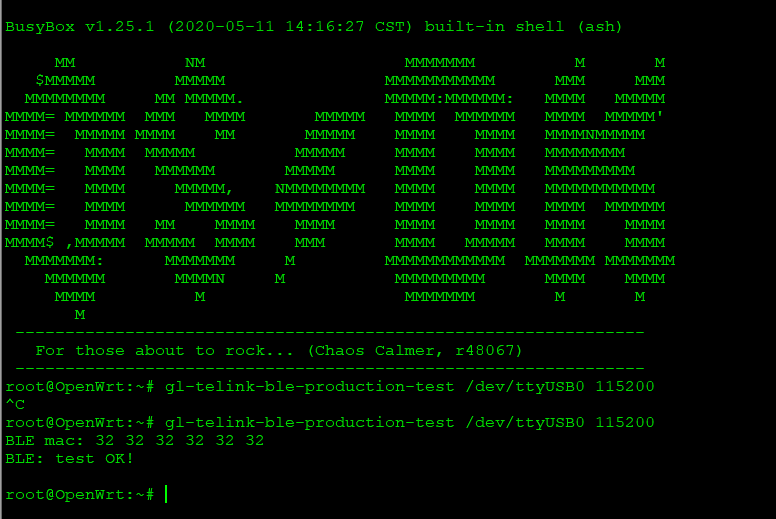 BusyBox v1.25.1 (2020-05-11 14:16:27 CST) built-in shell (ash)
     MM           NM                    MMMMMMM          M       M
   $MMMMM        MMMMM                MMMMMMMMMMM      MMM     MMM
  MMMMMMMM     MM MMMMM.              MMMMM:MMMMMM:   MMMM   MMMMM
MMMM= MMMMMM  MMM   MMMM       MMMMM   MMMM  MMMMMM   MMMM  MMMMM'
MMMM=  MMMMM MMMM    MM       MMMMM    MMMM    MMMM   MMMMNMMMMM
MMMM=   MMMM  MMMMM          MMMMM     MMMM    MMMM   MMMMMMMM
MMMM=   MMMM   MMMMMM       MMMMM      MMMM    MMMM   MMMMMMMMM
MMMM=   MMMM     MMMMM,    NMMMMMMMM   MMMM    MMMM   MMMMMMMMMMM
MMMM=   MMMM      MMMMMM   MMMMMMMM    MMMM    MMMM   MMMM  MMMMMM
MMMM=   MMMM   MM    MMMM    MMMM      MMMM    MMMM   MMMM    MMMM
MMMM$ ,MMMMM  MMMMM  MMMM    MMM       MMMM   MMMMM   MMMM    MMMM
  MMMMMMM:      MMMMMMM     M         MMMMMMMMMMMM  MMMMMMM MMMMMMM
    MMMMMM       MMMMN     M           MMMMMMMMM      MMMM    MMMM
     MMMM          M                    MMMMMMM        M       M
       M
 ---------------------------------------------------------------
   For those about to rock... (Chaos Calmer, r48067)
 ---------------------------------------------------------------
root@OpenWrt:~# gl-telink-ble-production-test /dev/ttyUSB0 115200
^C
root@OpenWrt:~# gl-telink-ble-production-test /dev/ttyUSB0 115200
BLE mac: 32 32 32 32 32 32
BLE: test OK!
root@OpenWrt:~#